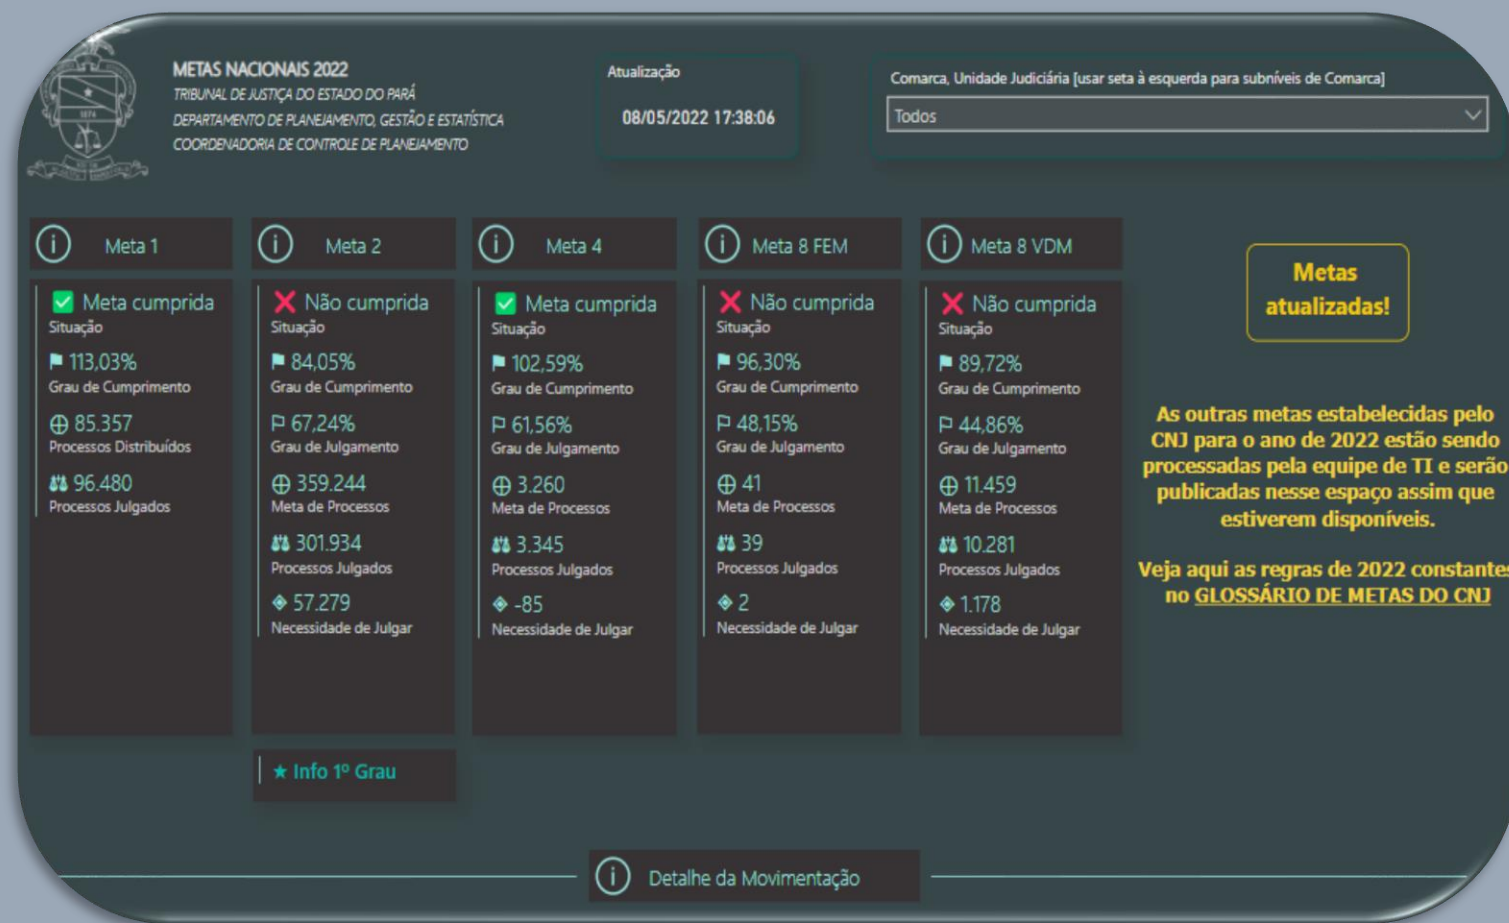 METAS NACIONAIS 2022
TRIBUNAL DE JUSTIÇA DO ESTADO DO PARÁ
DEPARTAMENTO DE PLANEJAMENTO, GESTÃO E ESTATÍSTICA
COORDENADORIA DE CONTROLE DE PLANEJAMENTO
Atualização
08/05/2022 17:38:06
Comarca, Unidade Judiciária [usar seta à esquerda para subníveis de Comarca]
Todos
Meta 1
Meta cumprida
Situação
113,03%
Grau de Cumprimento
85.357
Processos Distribuídos
96.480
Processos Julgados
Meta 2
Não cumprida
Situação
84,05%
Grau de Cumprimento
67,24%
Grau de Julgamento
359.244
Meta de Processos
301.934
Processos Julgados
57.279
Necessidade de Julgar
★ Info 1º Grau
Meta 4
Meta cumprida
Situação
102,59%
Grau de Cumprimento
61,56%
Grau de Julgamento
3.260
Meta de Processos
3.345
Processos Julgados
-85
Necessidade de Julgar
Meta 8 FEM
Não cumprida
Situação
96,30%
Grau de Cumprimento
48,15%
Grau de Julgamento
41
Meta de Processos
39
Processos Julgados
2
Necessidade de Julgar
Meta 8 VDM
Não cumprida
Situação
89,72%
Grau de Cumprimento
44,86%
Grau de Julgamento
11.459
Meta de Processos
10.281
Processos Julgados
1.178
Necessidade de Julgar
Metas
atualizadas!
As outras metas estabelecidas pelo
CNJ para o ano de 2022 estão sendo
processadas pela equipe de TI e serão
publicadas nesse espaço assim que
estiverem disponíveis.
Veja aqui as regras de 2022 constantes
no GLOSSÁRIO DE METAS DO CNJ
Detalhe da Movimentação